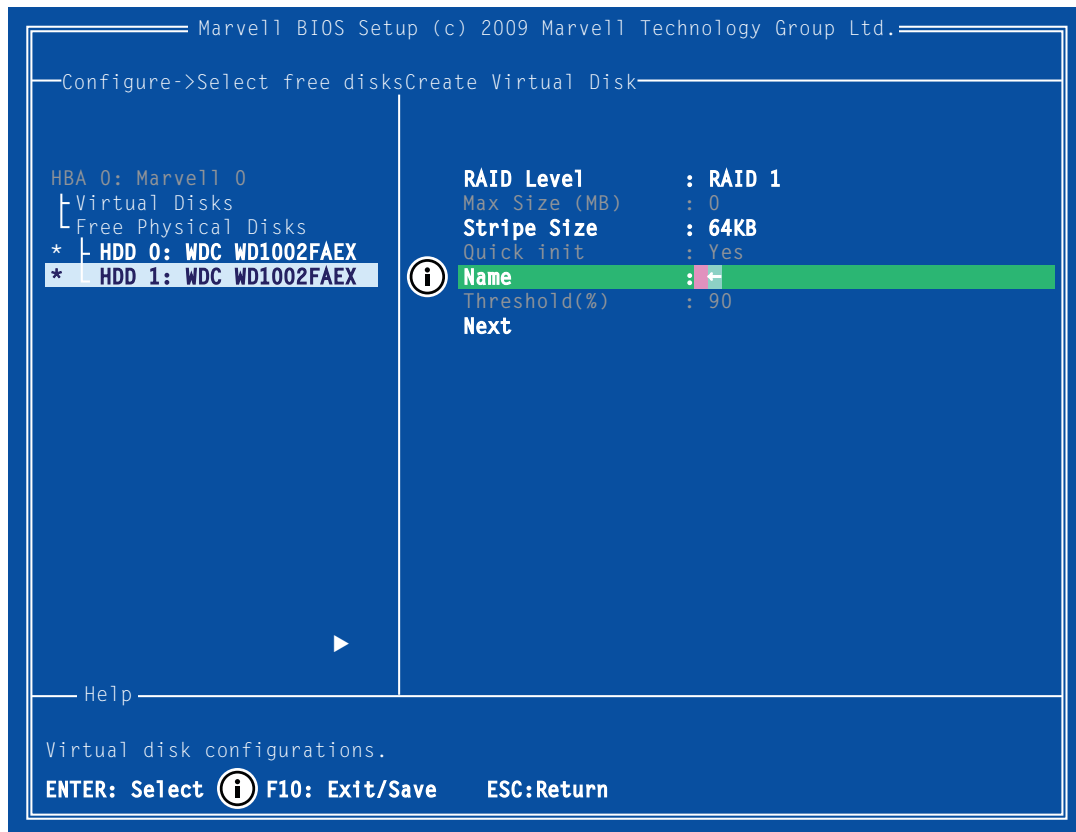 Marvell BIOS Setup (c) 2009 Marvell Technology Group Ltd.
Configure->Select free disksCreate Virtual Disk
HBA 0: Marvell 0
Virtual Disks
Free Physical Disks
* HDD 0: WDC WD1002FAEX
* HDD 1: WDC WD1002FAEX
RAID Level : RAID 1
Max Size (MB) : 0
Stripe Size : 64KB
Quick init : Yes
i Name : ←
Threshold(%) : 90
Next
Help
Virtual disk configurations.
ENTER: Select i F10: Exit/Save ESC:Return